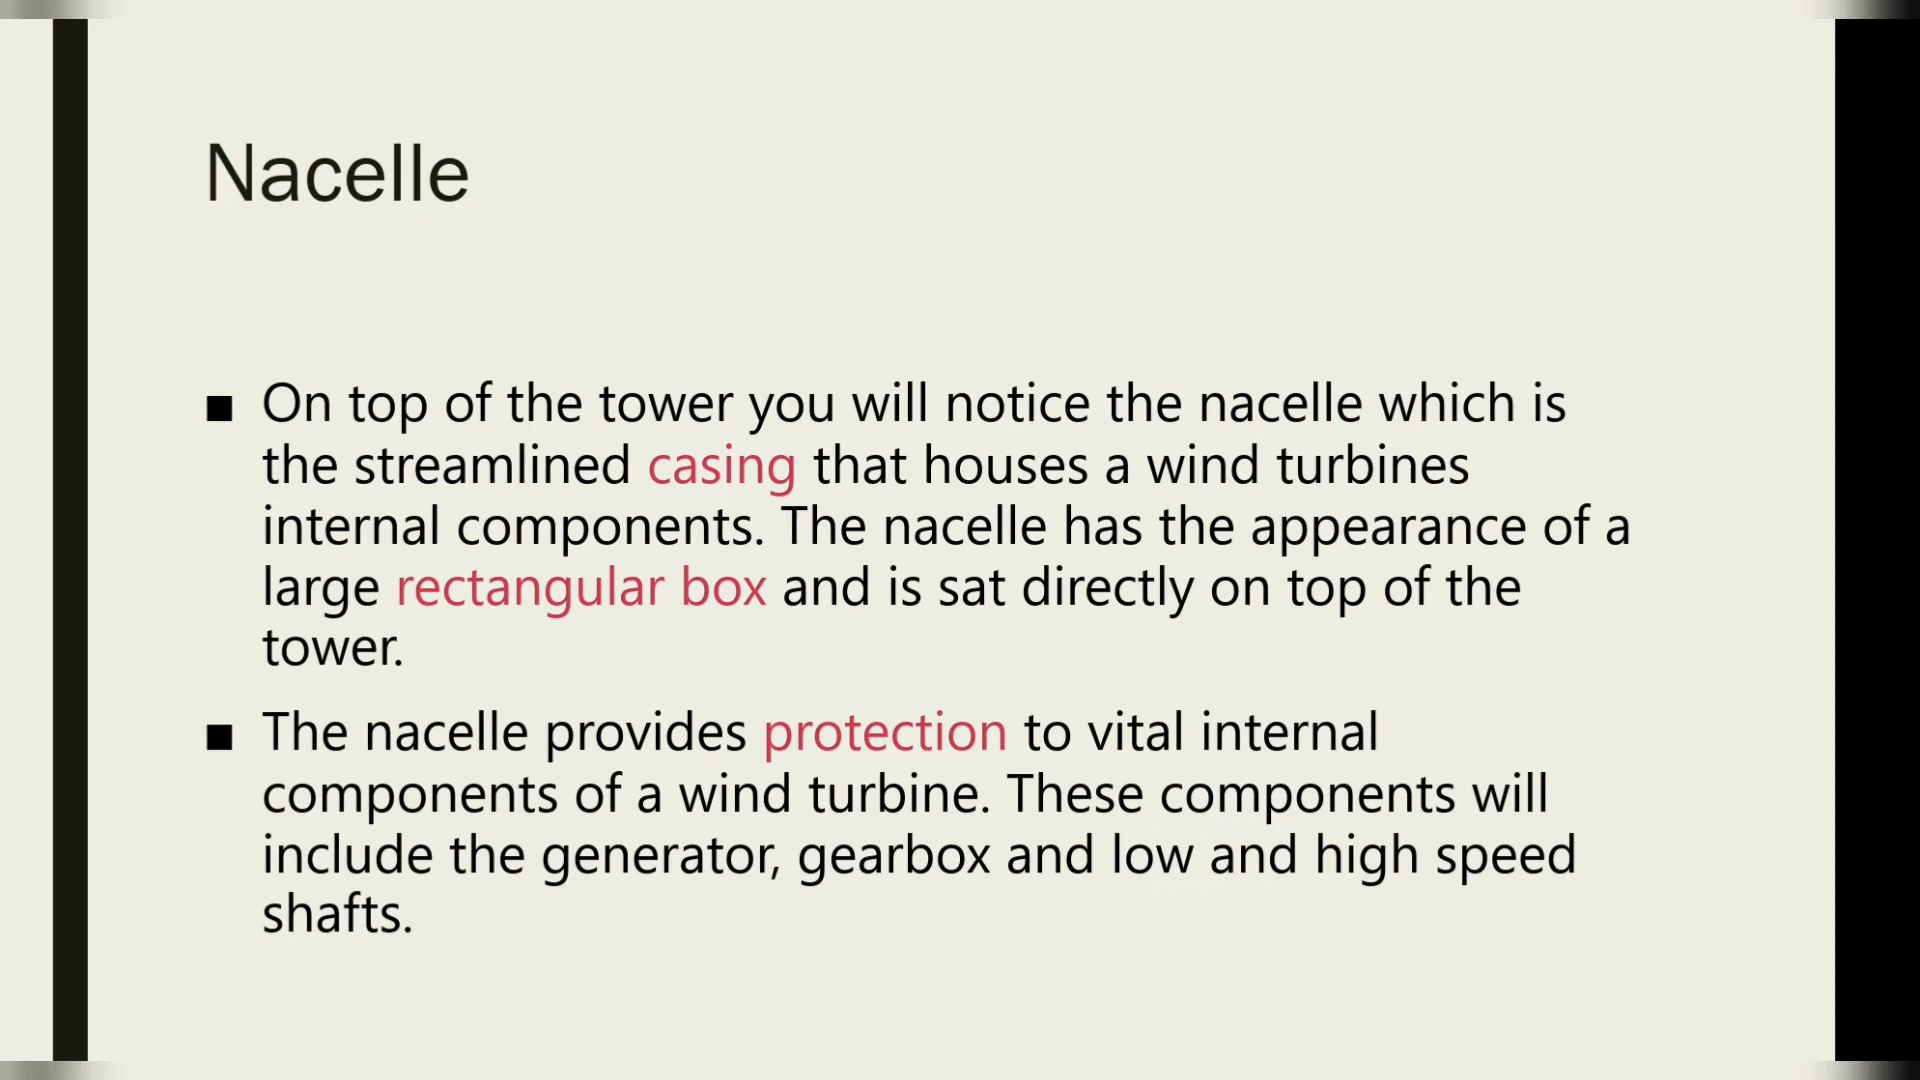 Nacelle
■ On top of the tower you will notice the nacelle which is
the streamlined casing that houses a wind turbines
internal components. The nacelle has the appearance of a
large rectangular box and is sat directly on top of the
tower.
■ The nacelle provides protection to vital internal
components of a wind turbine. These components will
include the generator, gearbox and low and high speed
shafts.